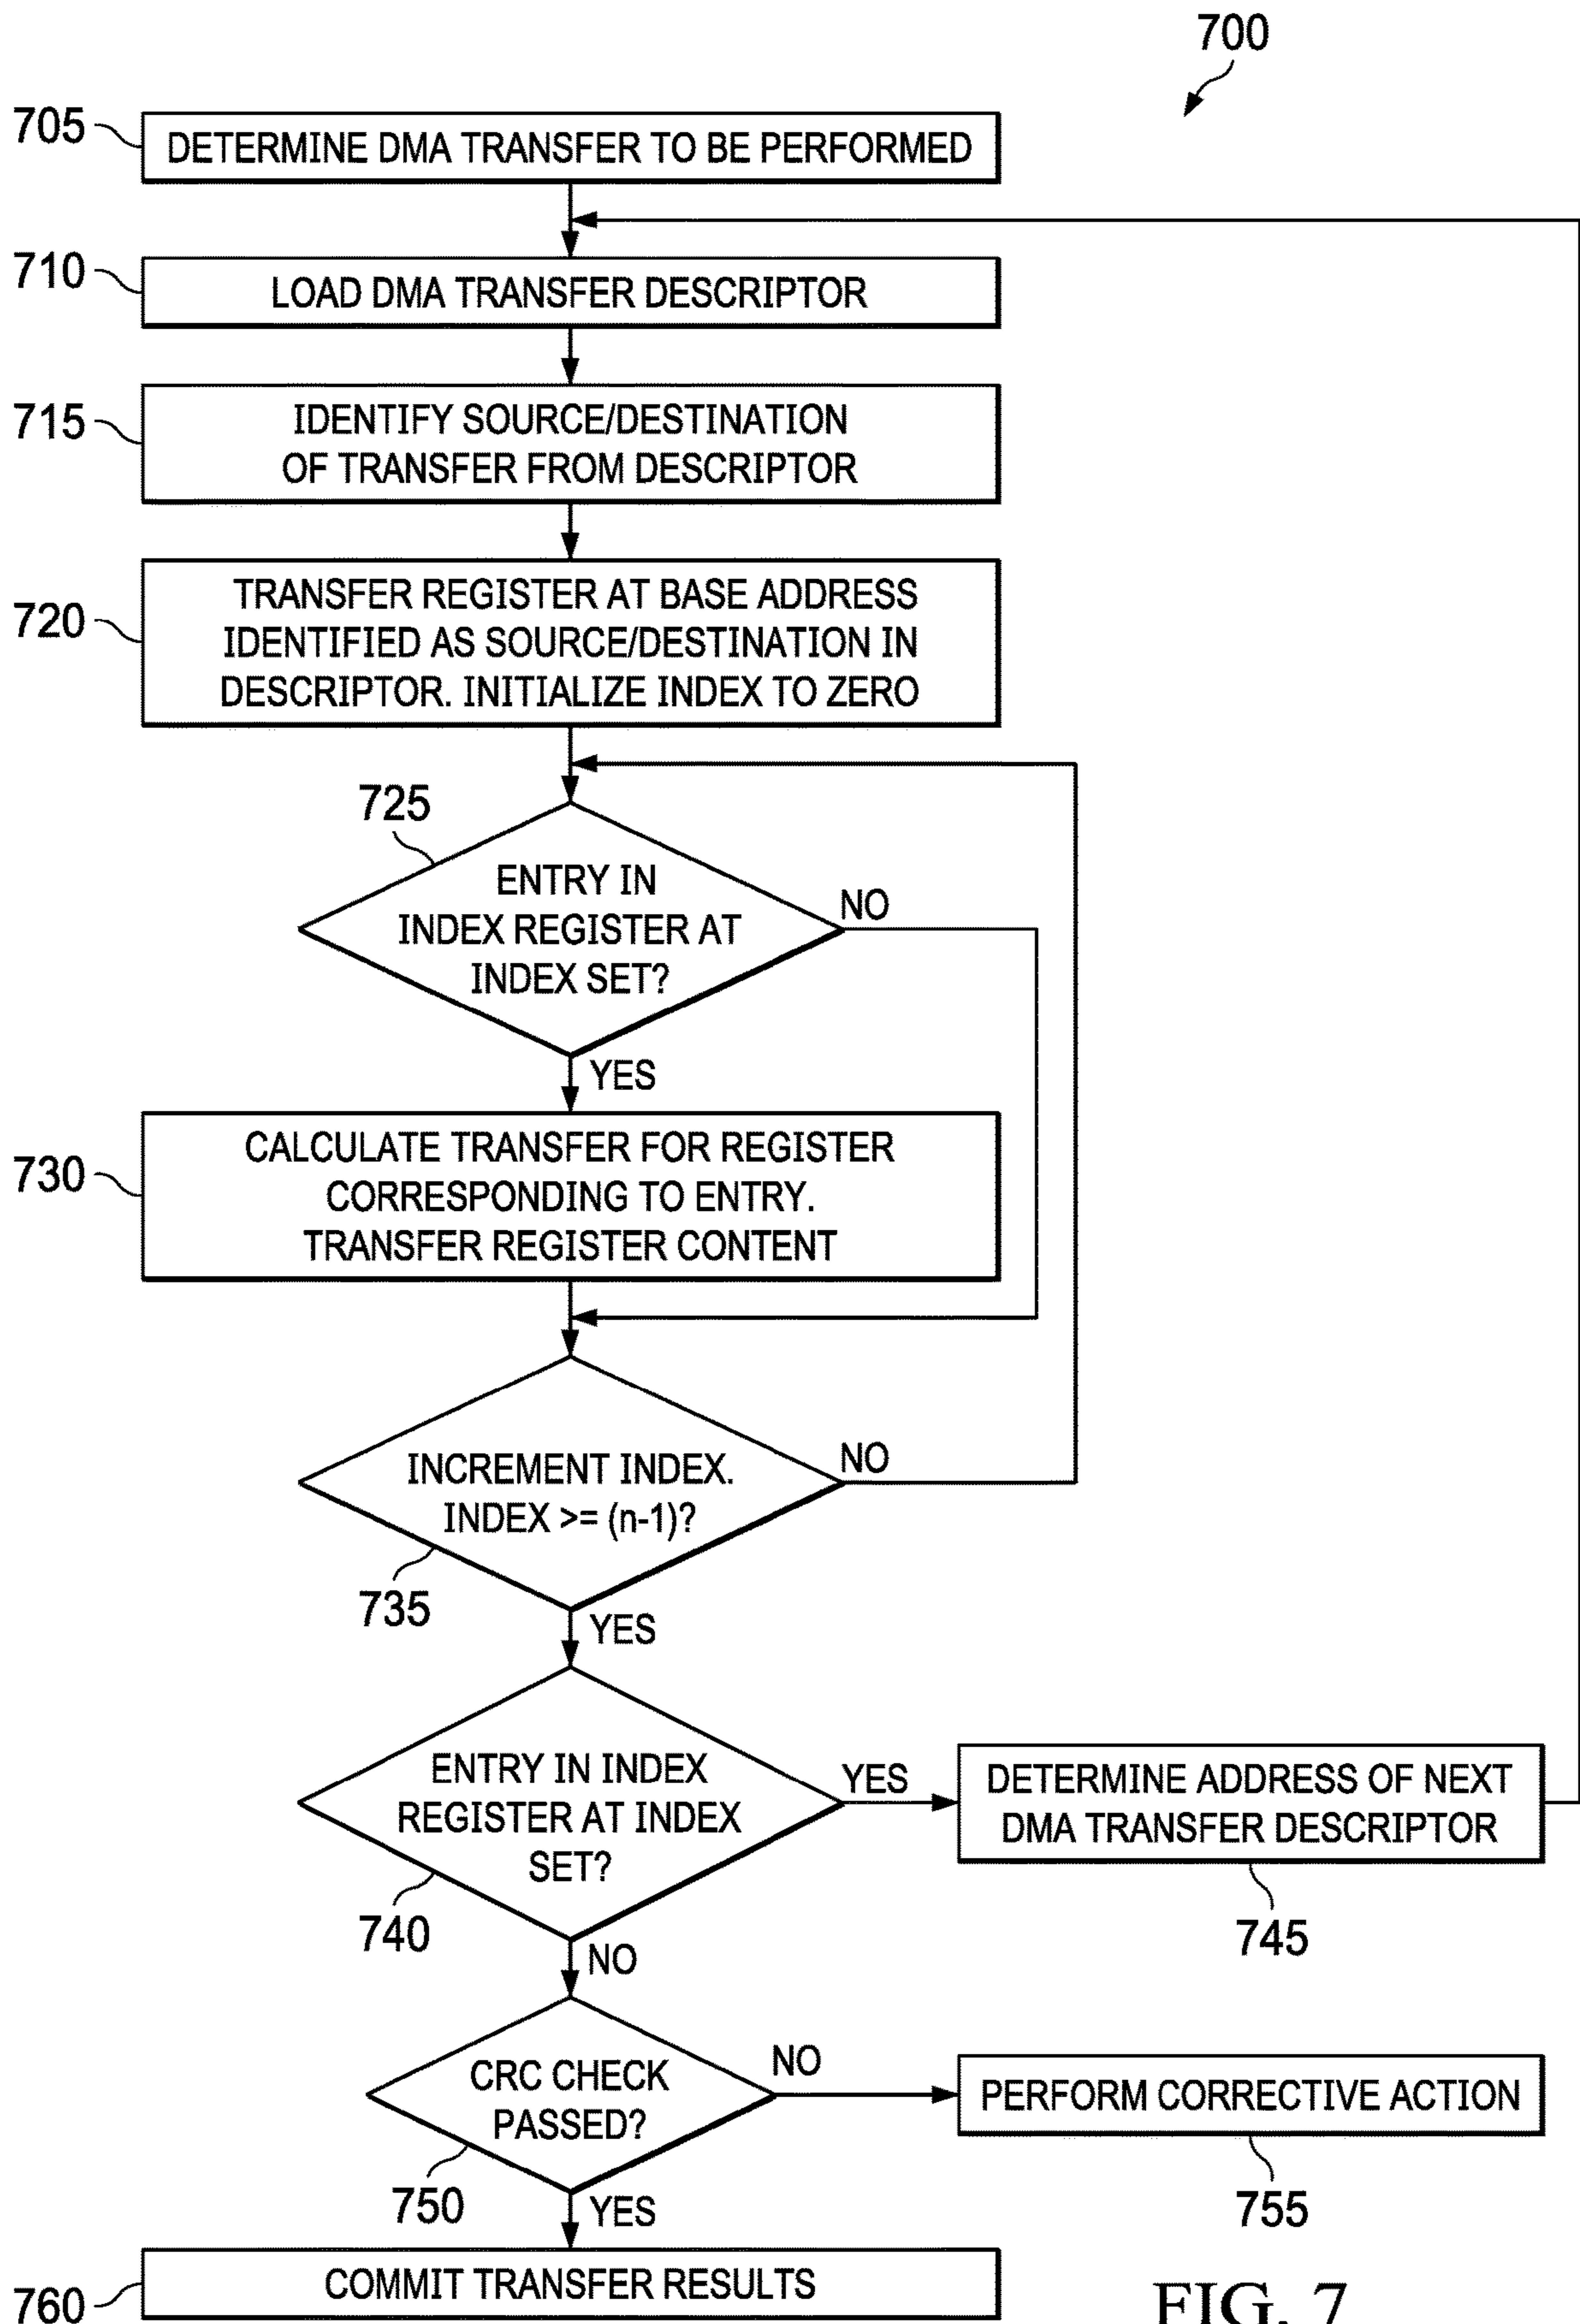 700
705
DETERMINE DMA TRANSFER TO BE PERFORMED
710
LOAD DMA TRANSFER DESCRIPTOR
715
IDENTIFY SOURCE/DESTINATION
OF TRANSFER FROM DESCRIPTOR
720
TRANSFER REGISTER AT BASE ADDRESS
IDENTIFIED AS SOURCE/DESTINATION IN
DESCRIPTOR. INITIALIZE INDEX TO ZERO
725
ENTRY IN
INDEX REGISTER AT
INDEX SET?
NO
YES
730
CALCULATE TRANSFER FOR REGISTER
CORRESPONDING TO ENTRY.
TRANSFER REGISTER CONTENT
INCREMENT INDEX.
INDEX >= (n-1)?
NO
735
YES
ENTRY IN INDEX
REGISTER AT INDEX
SET?
YES
740
DETERMINE ADDRESS OF NEXT
DMA TRANSFER DESCRIPTOR
745
NO
CRC CHECK
PASSED?
NO
750
PERFORM CORRECTIVE ACTION
755
YES
760
COMMIT TRANSFER RESULTS
FIG. 7